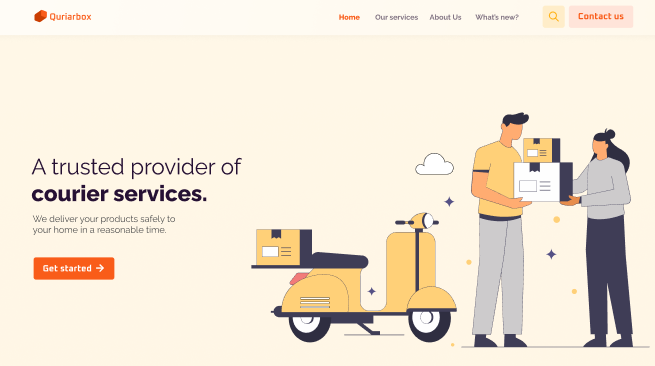 Quriarbox
Home Our services About Us What's new? Contact us
A trusted provider of
courier services.
We deliver your products safely to
your home in a reasonable time.
Get started →